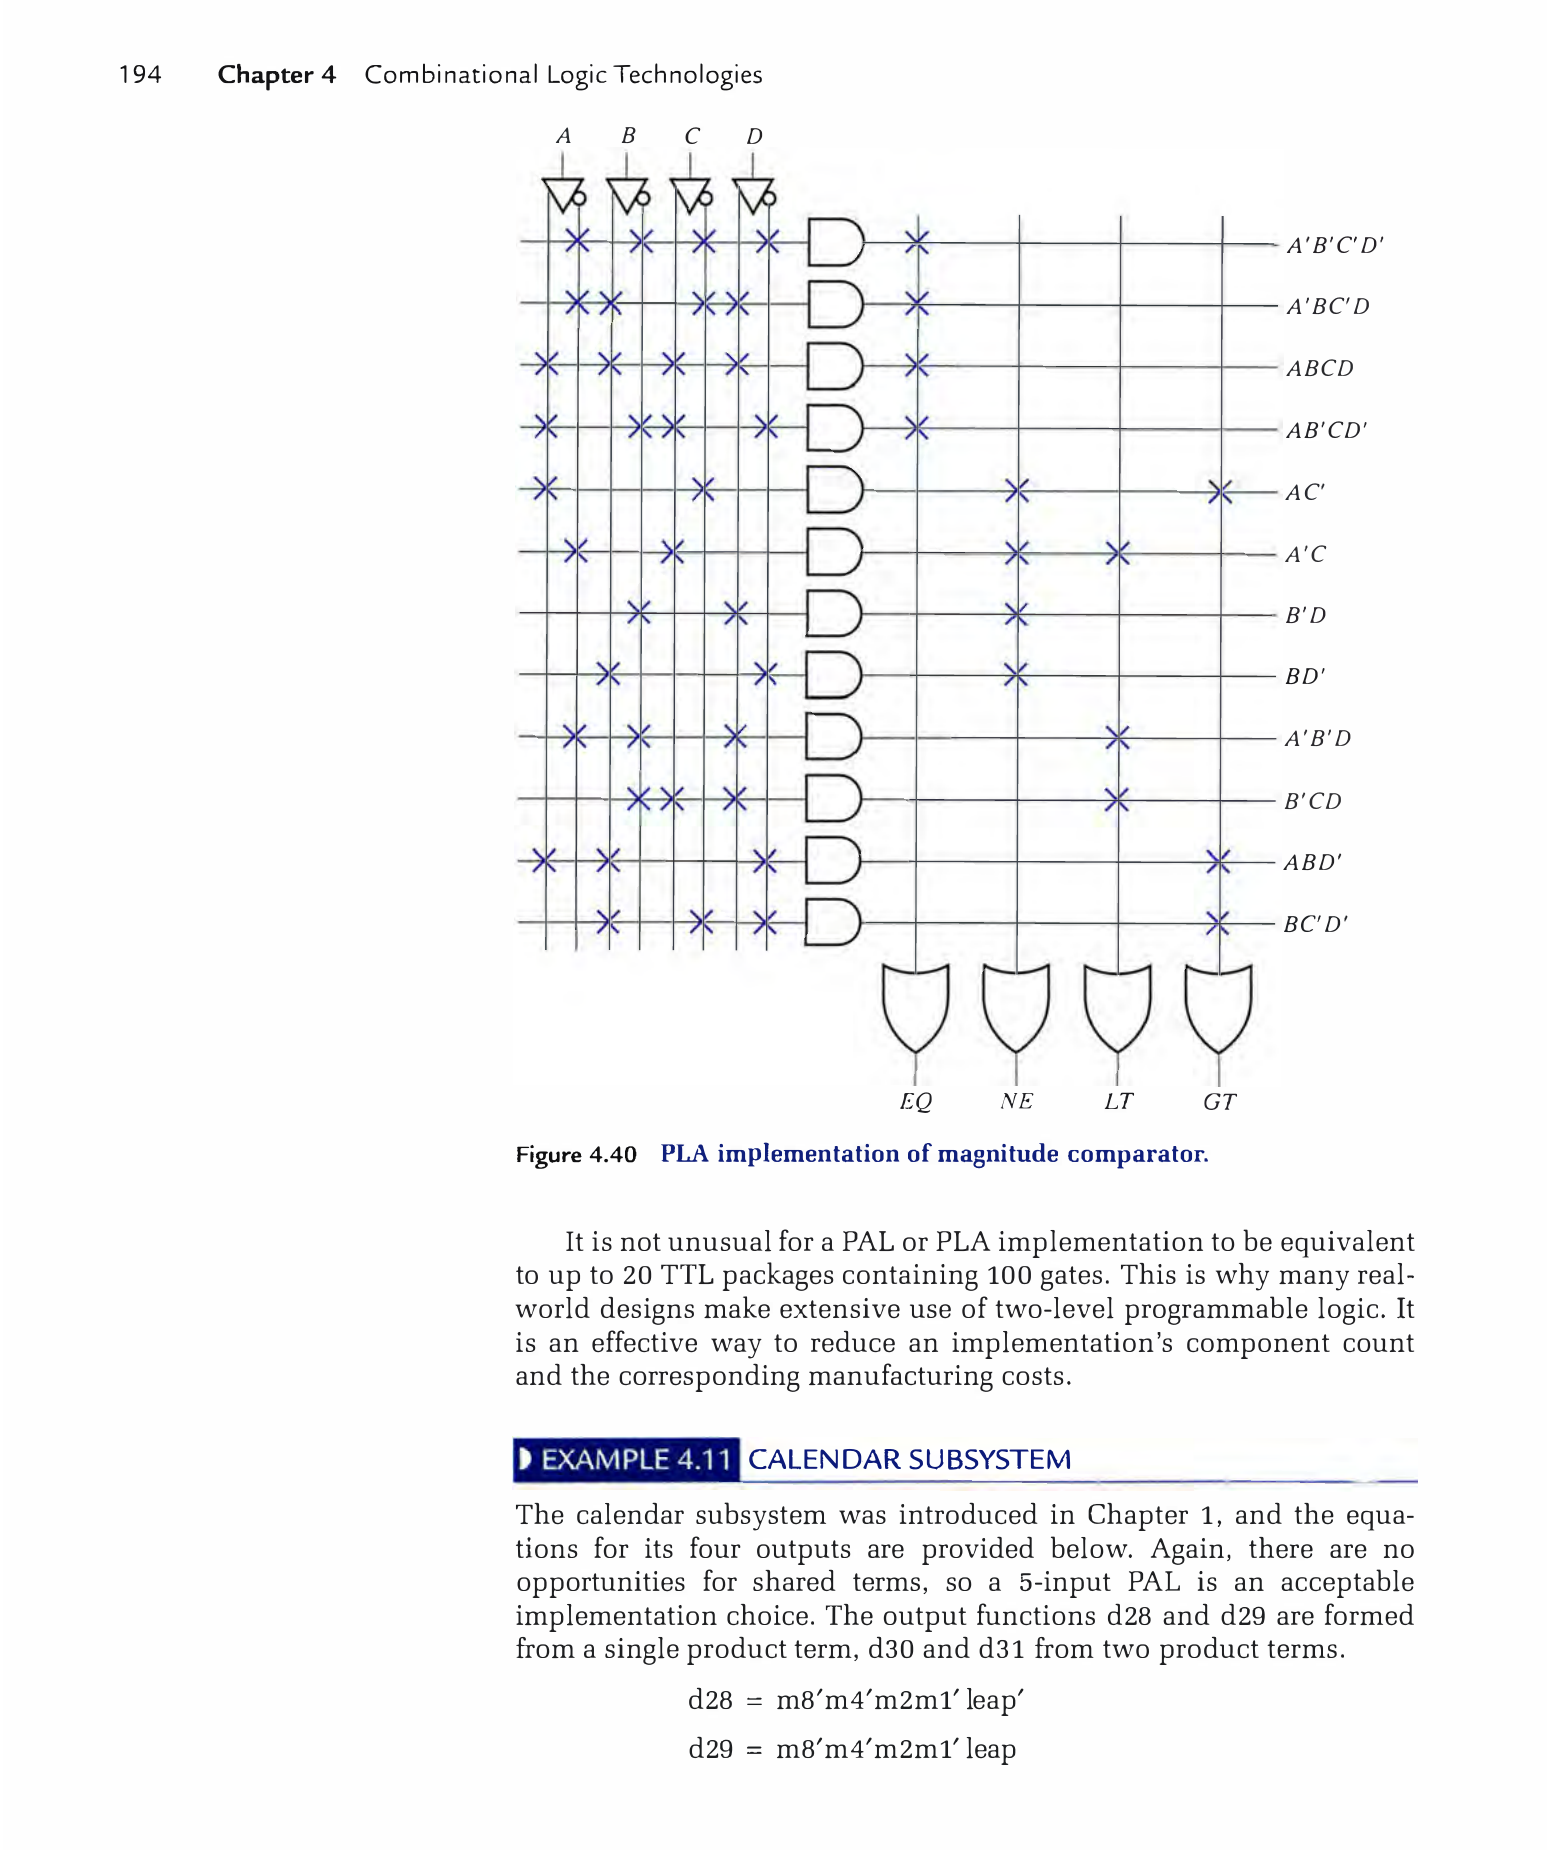 194 Chapter 4 Combinational Logic Technologies
A B C D
A'B'C'D'
A'BC'D
ABCD
AB'CD'
AC'
A'C
B'D
BD'
A'B'D
B'CD
ABD'
BC'D'
EQ NE LT GT
Figure 4.40 PLA implementation of magnitude comparator.
It is not unusual for a PAL or PLA implementation to be equivalent
to up to 20 TTL packages containing 100 gates. This is why many real-
world designs make extensive use of two-level programmable logic. It
is an effective way to reduce an implementation's component count
and the corresponding manufacturing costs.
EXAMPLE 4.11 CALENDAR SUBSYSTEM
The calendar subsystem was introduced in Chapter 1, and the equa-
tions for its four outputs are provided below. Again, there are no
opportunities for shared terms, so a 5-input PAL is an acceptable
implementation choice. The output functions d28 and d29 are formed
from a single product term, d30 and d31 from two product terms.
d28 = m8′m4′m2m1′ leap′
d29 = m8′m4′m2m1′ leap